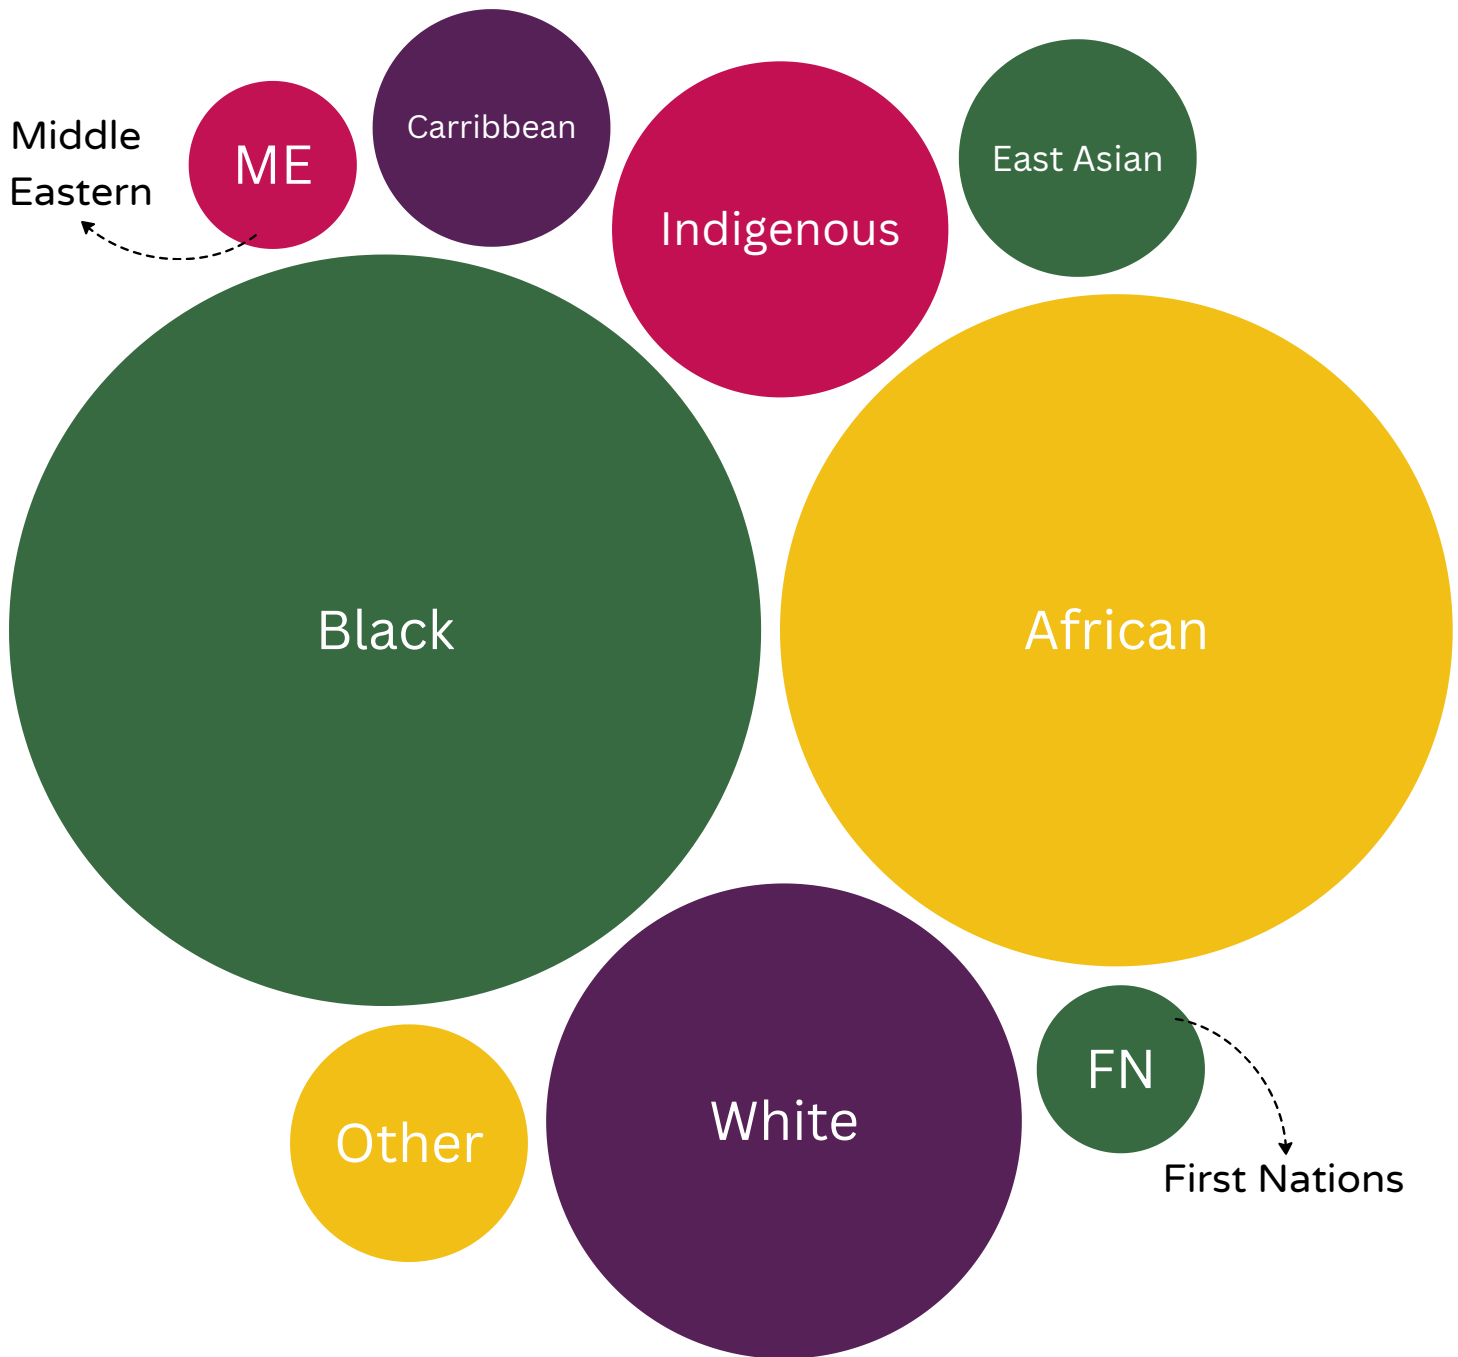 Middle
Eastern
ME
Carribbean
Indigenous
East Asian
Black
African
Other
White
FN
First Nations